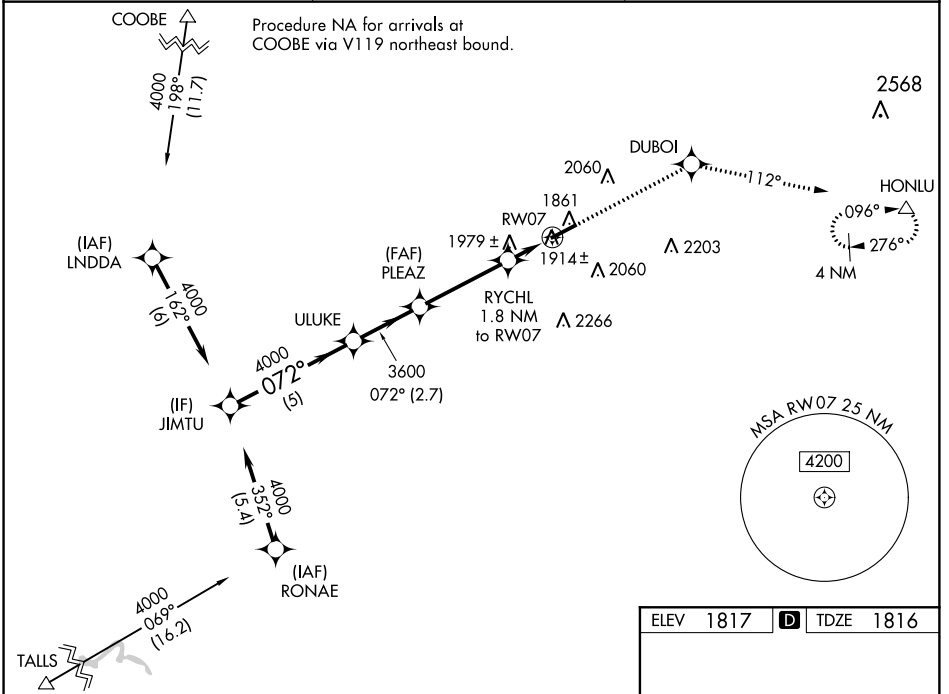 COOBE
Procedure NA for arrivals at
COOBE via V119 northeast bound.
4000
198°
(11.7)
2568
DUBOI
2060
112°
HONLU
1861
RW07
096°
276°
4 NM
1979 ±
(FAF)
PLEAZ
1914 ±
2203
2060
(IAF)
LNDDA
4000
162°
(6)
ULUKE
RYCHL
1.8 NM
to RW07
2266
4000
072°
(5)
3600
072° (2.7)
(IF)
JIMTU
MSA RW07 25 NM
4200
4000
352°
(5.4)
(IAF)
RONAE
4000
069°
(16.2)
TALLS
ELEV 1817 D TDZE 1816